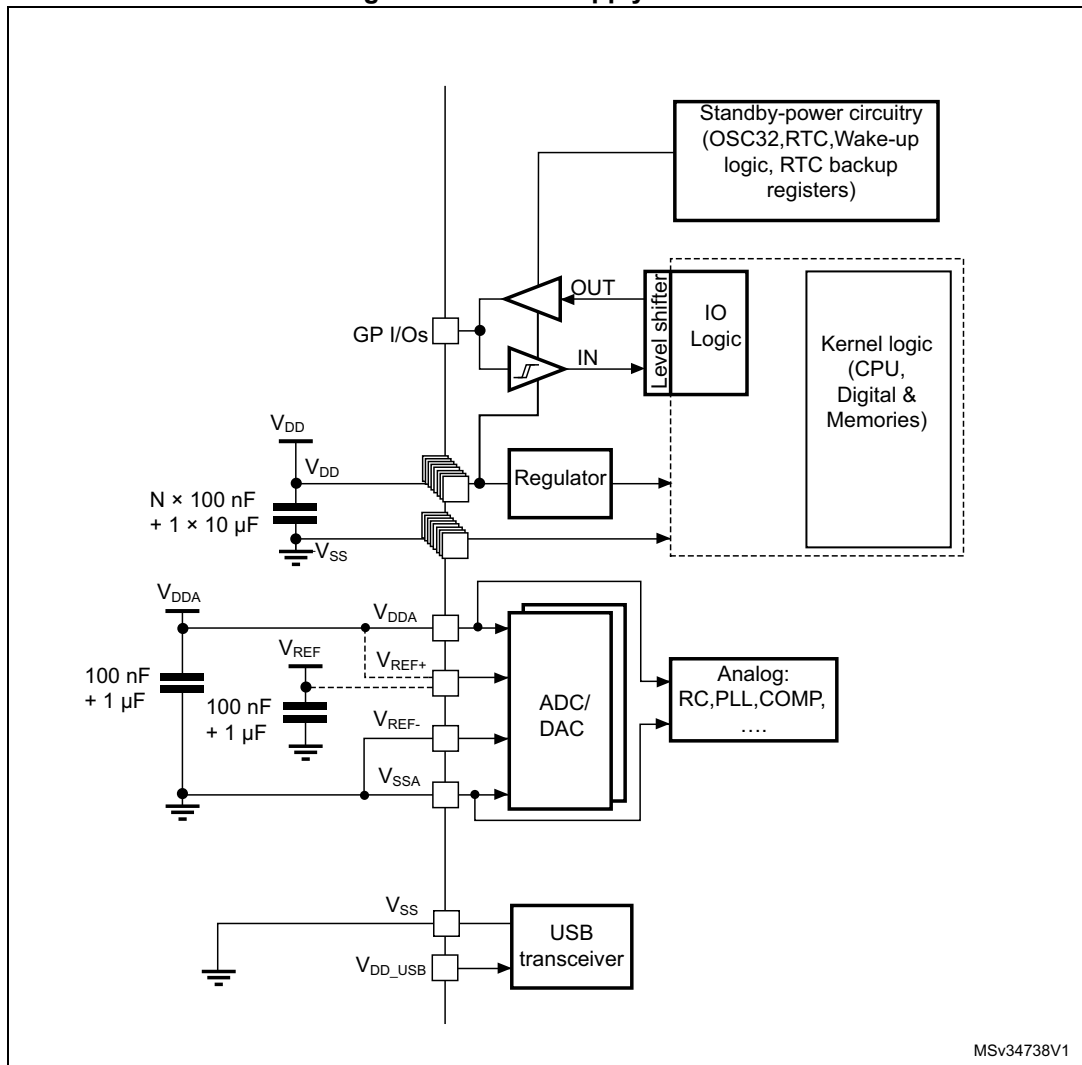 Standby-power circuitry
(OSC32,RTC,Wake-up
logic, RTC backup
registers)
OUT
Level shifter
IO
Logic
GP I/Os
IN
Kernel logic
(CPU,
Digital &
Memories)
VDD
VDD
Regulator
N × 100 nF
+ 1 × 10 µF
VSS
VDDA
VDDA
VREF
VREF+
100 nF
+ 1 µF
100 nF
+ 1 µF
VREF-
ADC/
DAC
Analog:
RC,PLL,COMP,
....
VSSA
VSS
USB
transceiver
VDD_USB
MSv34738V1